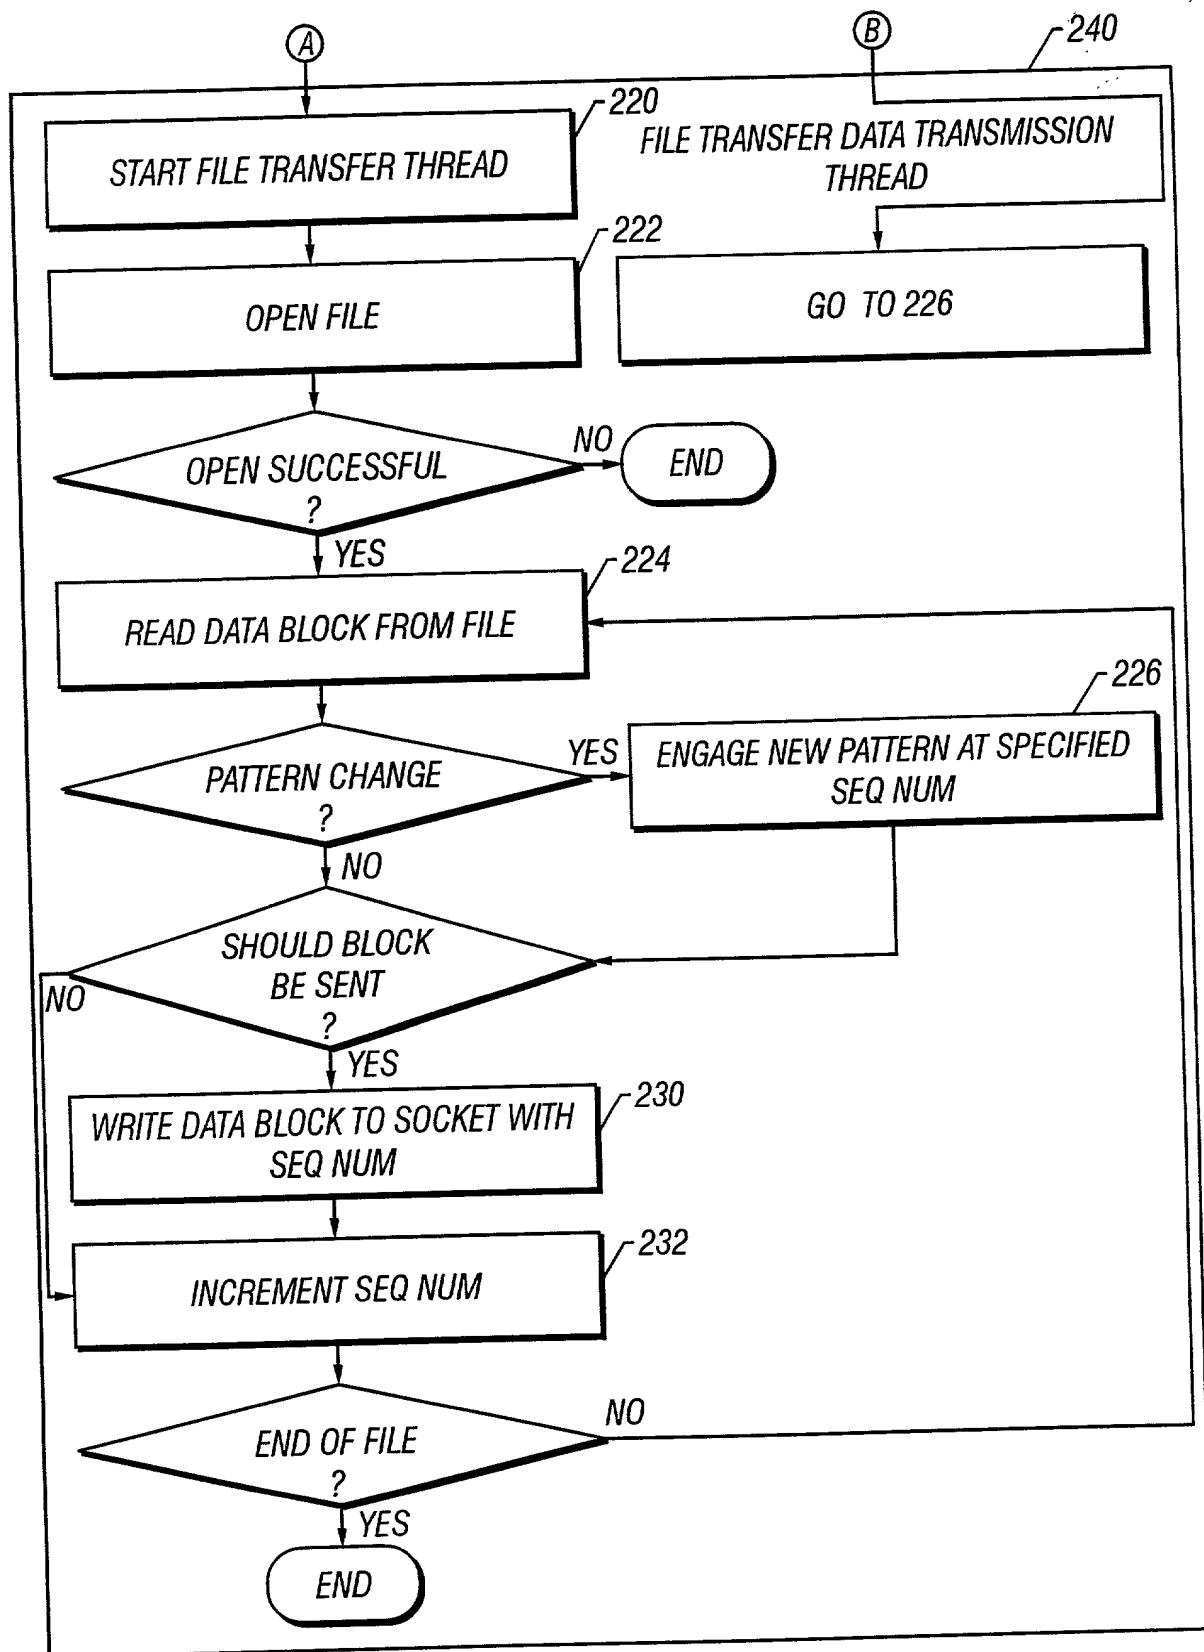 A
B
240
220
START FILE TRANSFER THREAD
FILE TRANSFER DATA TRANSMISSION
THREAD
222
OPEN FILE
GO TO 226
OPEN SUCCESSFUL
?
NO
END
YES
224
READ DATA BLOCK FROM FILE
226
PATTERN CHANGE
?
YES
ENGAGE NEW PATTERN AT SPECIFIED
SEQ NUM
NO
SHOULD BLOCK
BE SENT
?
NO
YES
230
WRITE DATA BLOCK TO SOCKET WITH
SEQ NUM
232
INCREMENT SEQ NUM
END OF FILE
?
NO
YES
END